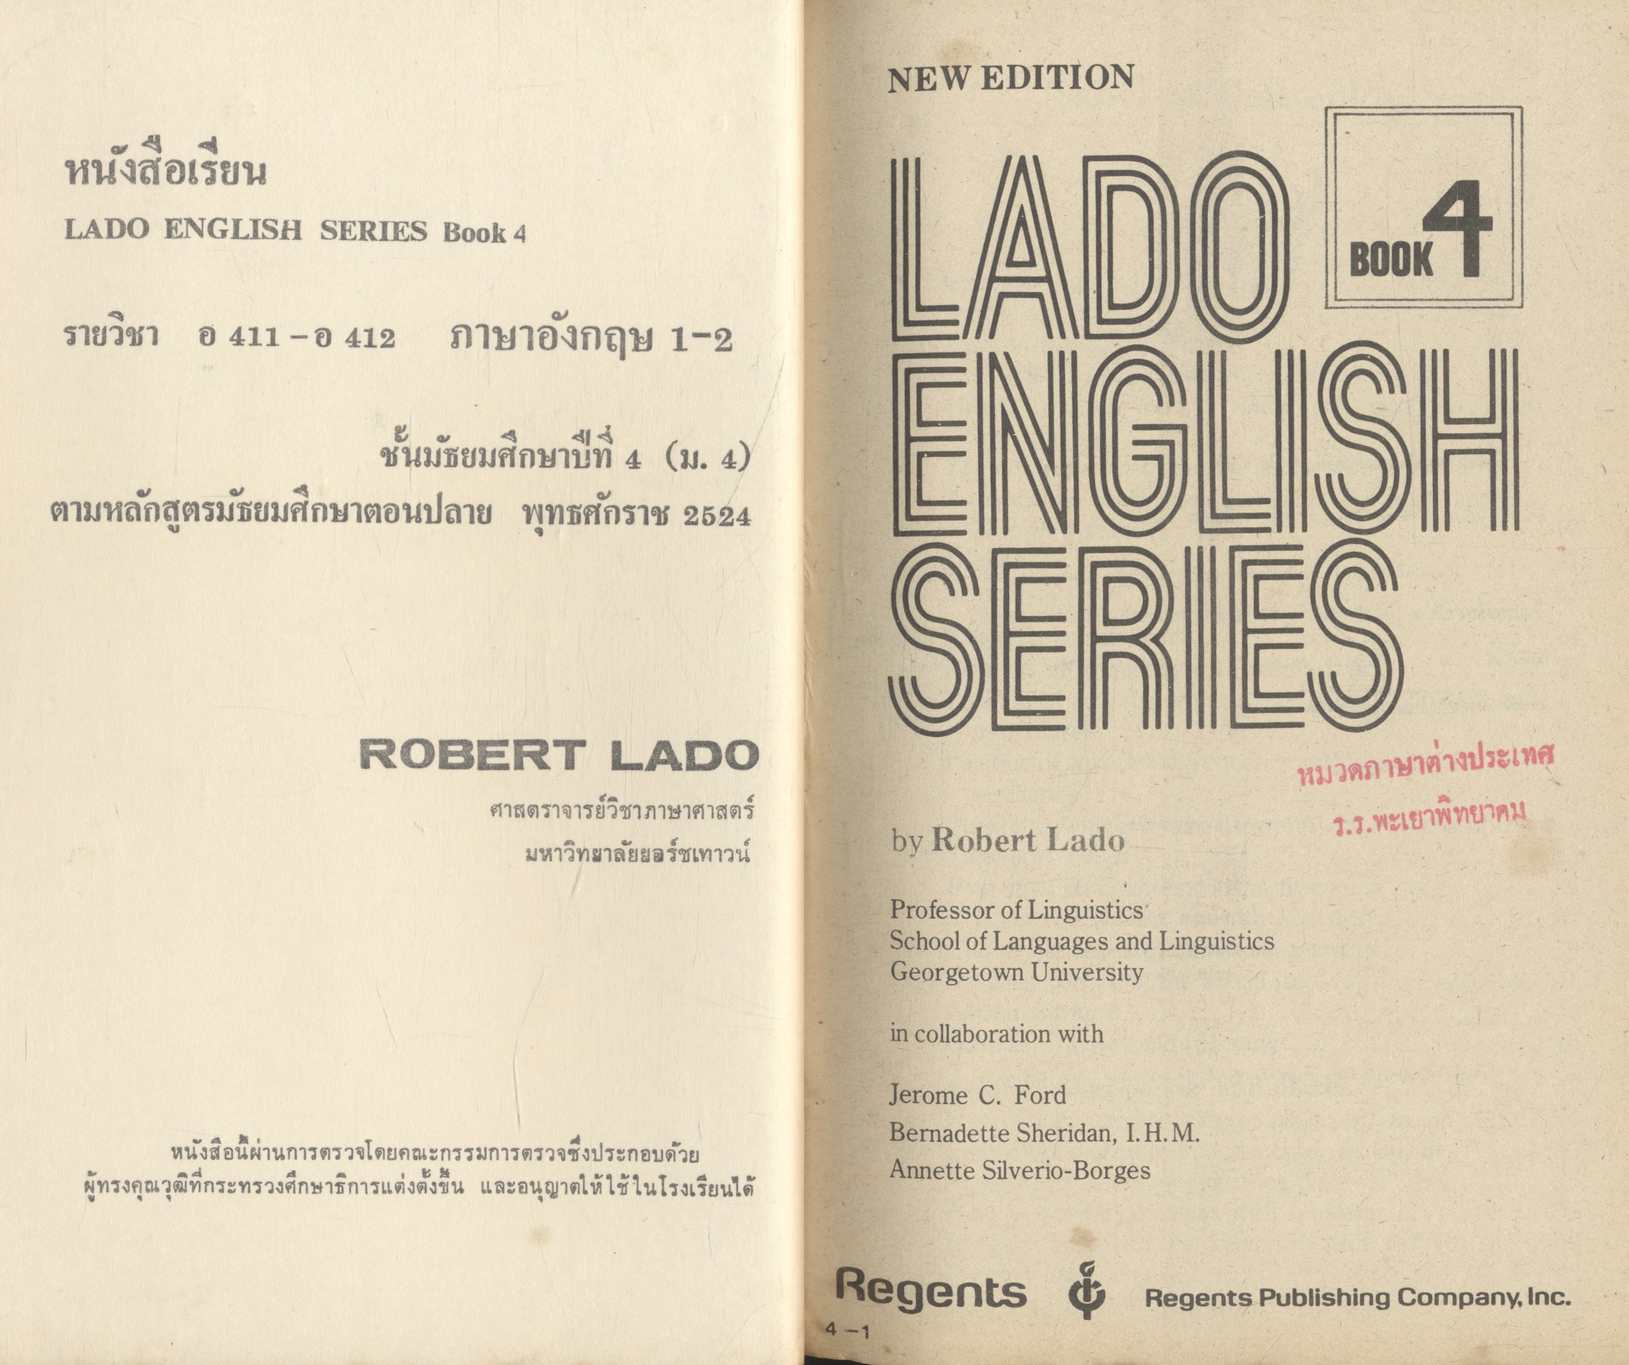 หนังสือเรียน
LADO ENGLISH SERIES Book 4
รายวิชา อ 411 – อ 412 ภาษาอังกฤษ 1-2
ชั้นมัธยมศึกษาปีที่ 4 (ม. 4)
ตามหลักสูตรมัธยมศึกษาตอนปลาย พุทธศักราช 2524
ROBERT LADO
ศาสตราจารย์วิชาภาษาศาสตร์
มหาวิทยาลัยยอร์ชเทาวน์
หนังสือนี้ผ่านการตรวจโดยคณะกรรมการตรวจซึ่งประกอบด้วย
ผู้ทรงคุณวุฒิที่กระทรวงศึกษาธิการแต่งตั้งขึ้น และอนุญาตให้ใช้ในโรงเรียนได้
NEW EDITION
LADO
BOOK 4
ENGLISH
SERIES
หมวดภาษาต่างประเทศ
ร.ร.พะเยาพิทยาคม
by Robert Lado
Professor of Linguistics
School of Languages and Linguistics
Georgetown University
in collaboration with
Jerome C. Ford
Bernadette Sheridan, I.H.M.
Annette Silverio-Borges
Regents Regents Publishing Company, Inc.
4 –1